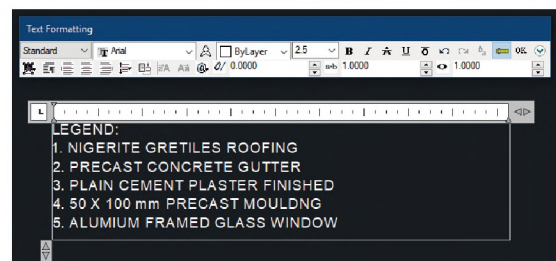 Text Formatting
Standard Arial ByLayer 2.5 B I A U O OK
0/ 0.0000 a•b 1.0000 1.0000
L
LEGEND:
1. NIGERITE GRETILES ROOFING
2. PRECAST CONCRETE GUTTER
3. PLAIN CEMENT PLASTER FINISHED
4. 50 X 100 mm PRECAST MOULDNG
5. ALUMIUM FRAMED GLASS WINDOW